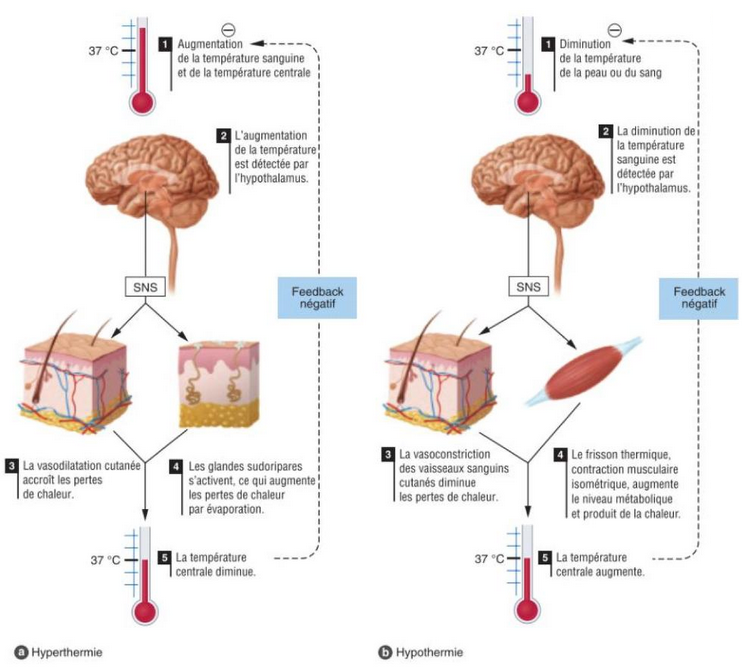 37 °C
1 Augmentation
de la température sanguine
et de la température centrale
2 L'augmentation
de la température
est détectée par
l'hypothalamus.
SNS
Feedback
négatif
3 La vasodilatation cutanée
accroît les pertes
de chaleur.
4 Les glandes sudoripares
s'activent, ce qui augmente
les pertes de chaleur
par évaporation.
37 °C
5 La température
centrale diminue.
a Hyperthermie
37 °C
1 Diminution
de la température
de la peau ou du sang
2 La diminution de
la température
sanguine est
détectée par
l'hypothalamus.
SNS
Feedback
négatif
3 La vasoconstriction
des vaisseaux sanguins
cutanés diminue
les pertes de chaleur.
4 Le frisson thermique,
contraction musculaire
isométrique, augmente
le niveau métabolique
et produit de la chaleur.
37 °C
5 La température
centrale augmente.
b Hypothermie